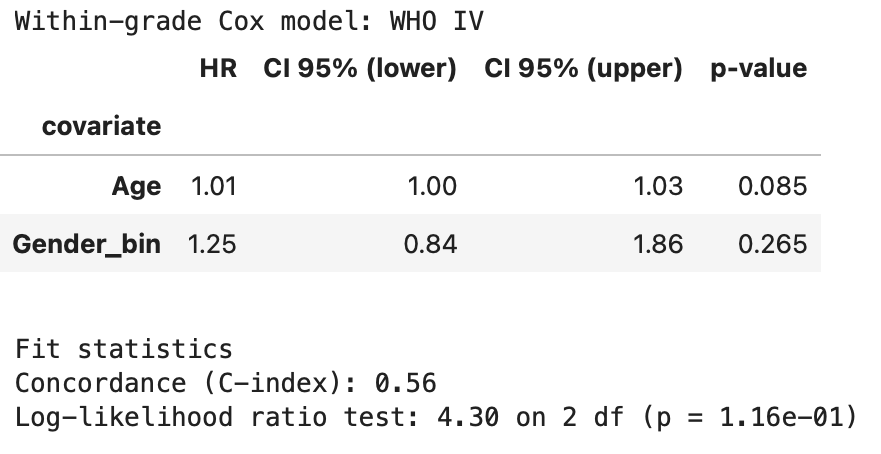 Within-grade Cox model: WHO IV
HR CI 95% (lower) CI 95% (upper) p-value
covariate
Age 1.01 1.00 1.03 0.085
Gender_bin 1.25 0.84 1.86 0.265
Fit statistics
Concordance (C-index): 0.56
Log-likelihood ratio test: 4.30 on 2 df (p = 1.16e-01)